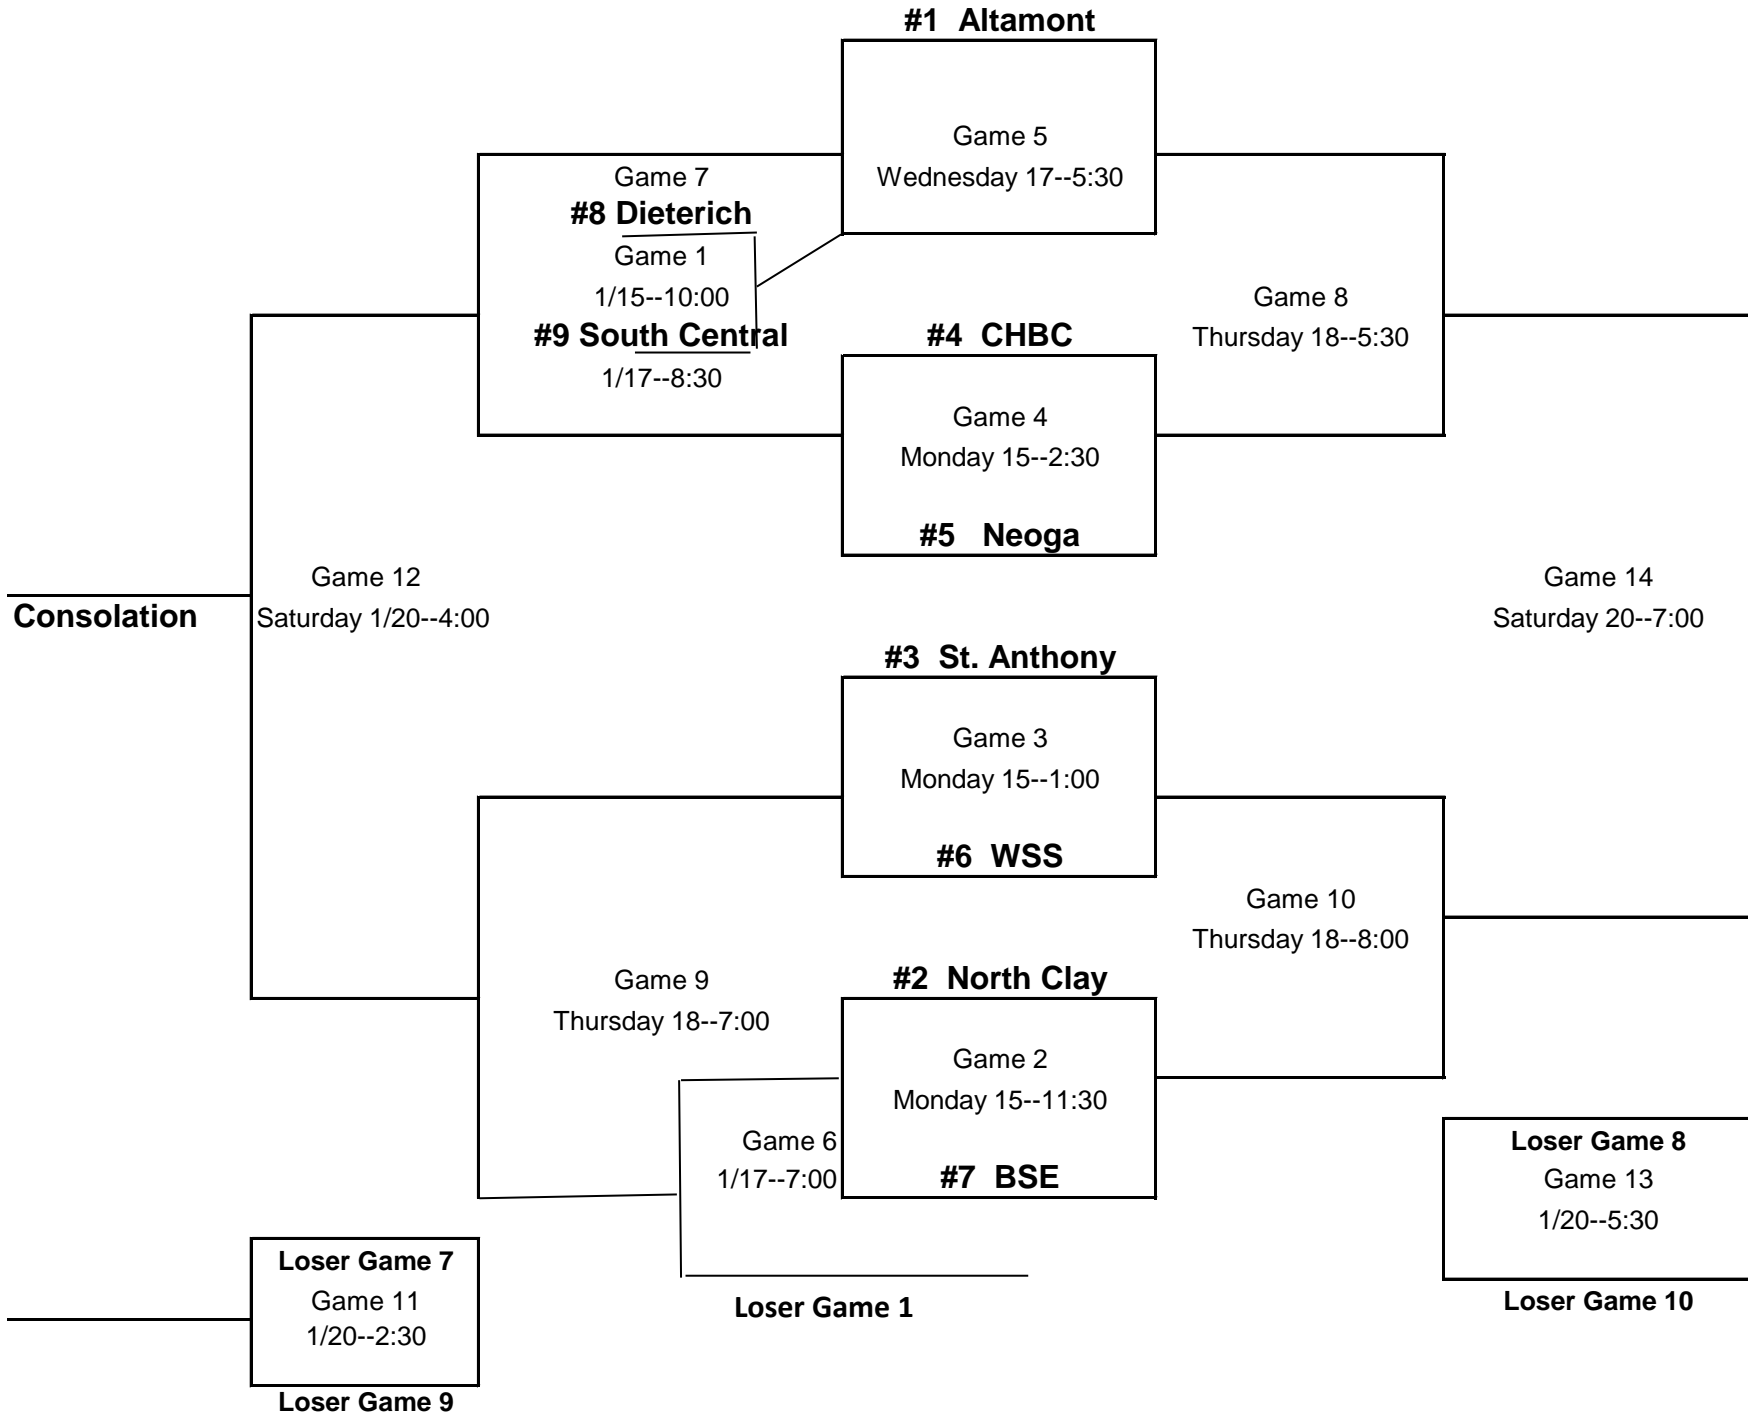 #1  Altamont
Game 5
Wednesday 17--5:30
Game 7
#8 Dieterich
Game 1
1/15--10:00
#9 South Central
1/17--8:30
Game 8
Thursday 18--5:30
#4  CHBC
Game 4
Monday 15--2:30
#5   Neoga
Game 12
Saturday 1/20--4:00
Consolation
Game 14
Saturday 20--7:00
#3  St. Anthony
Game 3
Monday 15--1:00
#6  WSS
Game 10
Thursday 18--8:00
Game 9
Thursday 18--7:00
#2  North Clay
Game 2
Monday 15--11:30
#7  BSE
Game 6
1/17--7:00
Loser Game 8
Game 13
1/20--5:30
Loser Game 10
Loser Game 7
Game 11
1/20--2:30
Loser Game 9
Loser Game 1